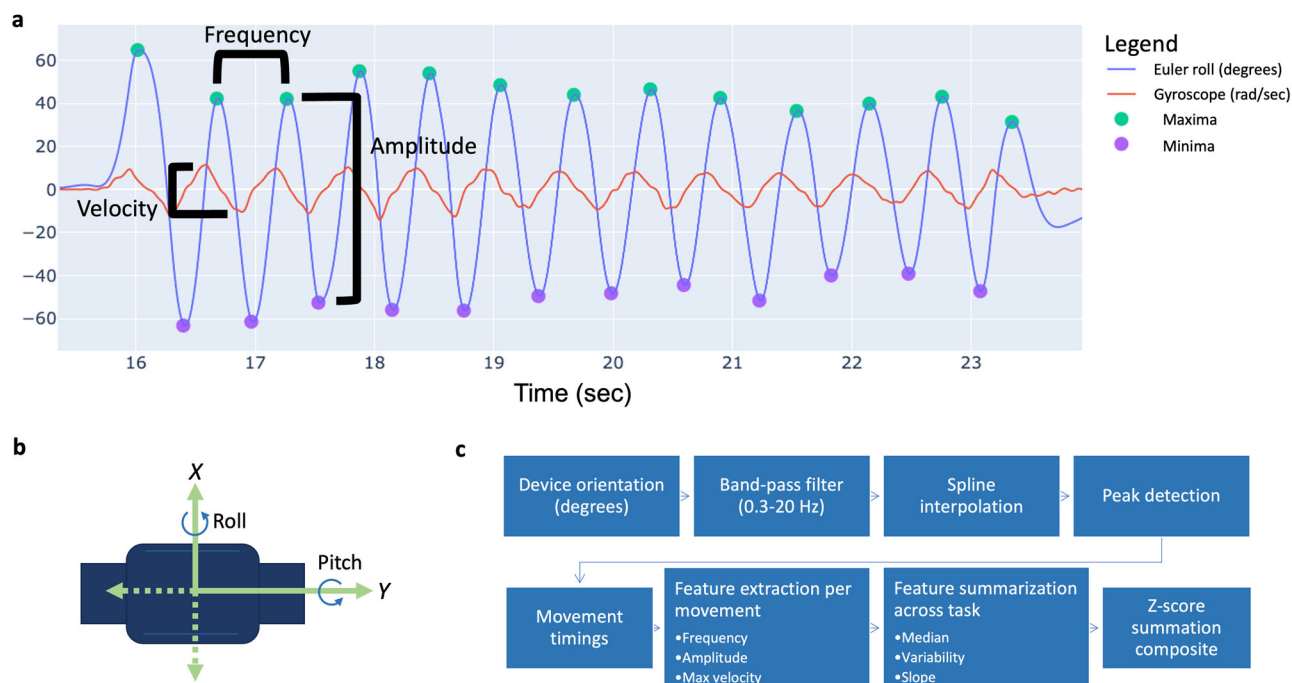 a
Frequency
Amplitude
Velocity
60
40
20
0
−20
−40
−60
16
17
18
19
20
21
22
23
Time (sec)
Legend
Euler roll (degrees)
Gyroscope (rad/sec)
Maxima
Minima
b
X
Roll
Pitch
Y
c
Device orientation
(degrees)
Band-pass filter
(0.3-20 Hz)
Spline
interpolation
Peak detection
Movement
timings
Feature extraction per
movement
•Frequency
•Amplitude
•Max velocity
Feature summarization
across task
•Median
•Variability
•Slope
Z-score
summation
composite